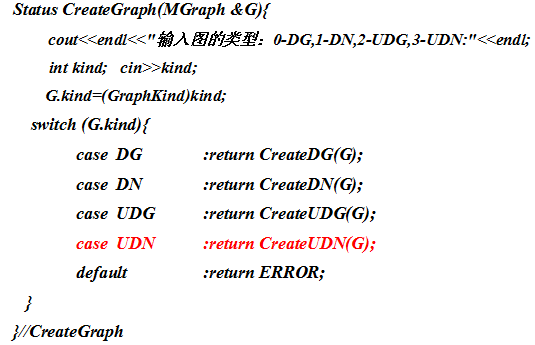 Status CreateGraph(MGraph &G){
cout<<endl<<"输入图的类型：0-DG,1-DN,2-UDG,3-UDN:"<<endl;
int kind; cin>>kind;
G.kind=(GraphKind)kind;
switch (G.kind){
case DG :return CreateDG(G);
case DN :return CreateDN(G);
case UDG :return CreateUDG(G);
case UDN :return CreateUDN(G);
default :return ERROR;
}
}//CreateGraph